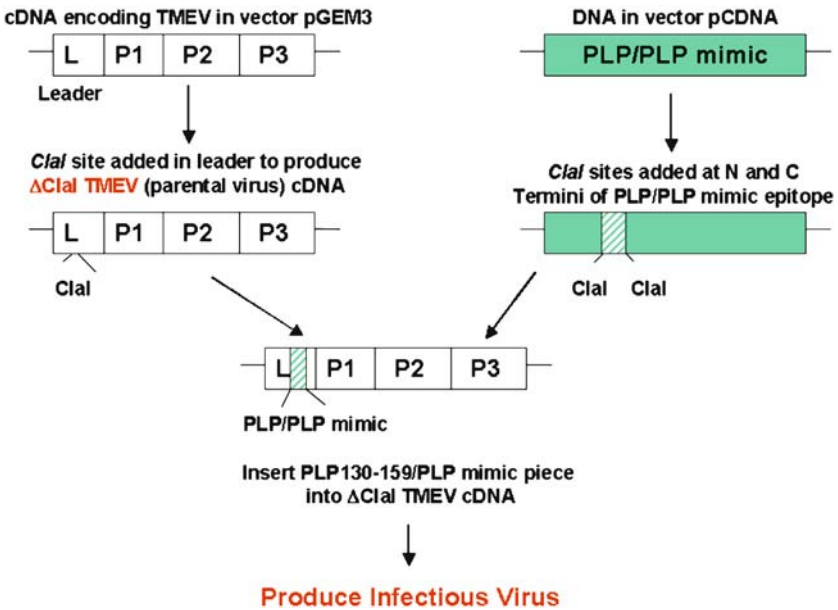 cDNA encoding TMEV in vector pGEM3
L P1 P2 P3
Leader
ClaI site added in leader to produce
ΔClaI TMEV (parental virus) cDNA
L P1 P2 P3
ClaI
DNA in vector pCDNA
PLP/PLP mimic
ClaI sites added at N and C
Termini of PLP/PLP mimic epitope
ClaI ClaI
L P1 P2 P3
PLP/PLP mimic
Insert PLP130-159/PLP mimic piece
into ΔClaI TMEV cDNA
Produce Infectious Virus